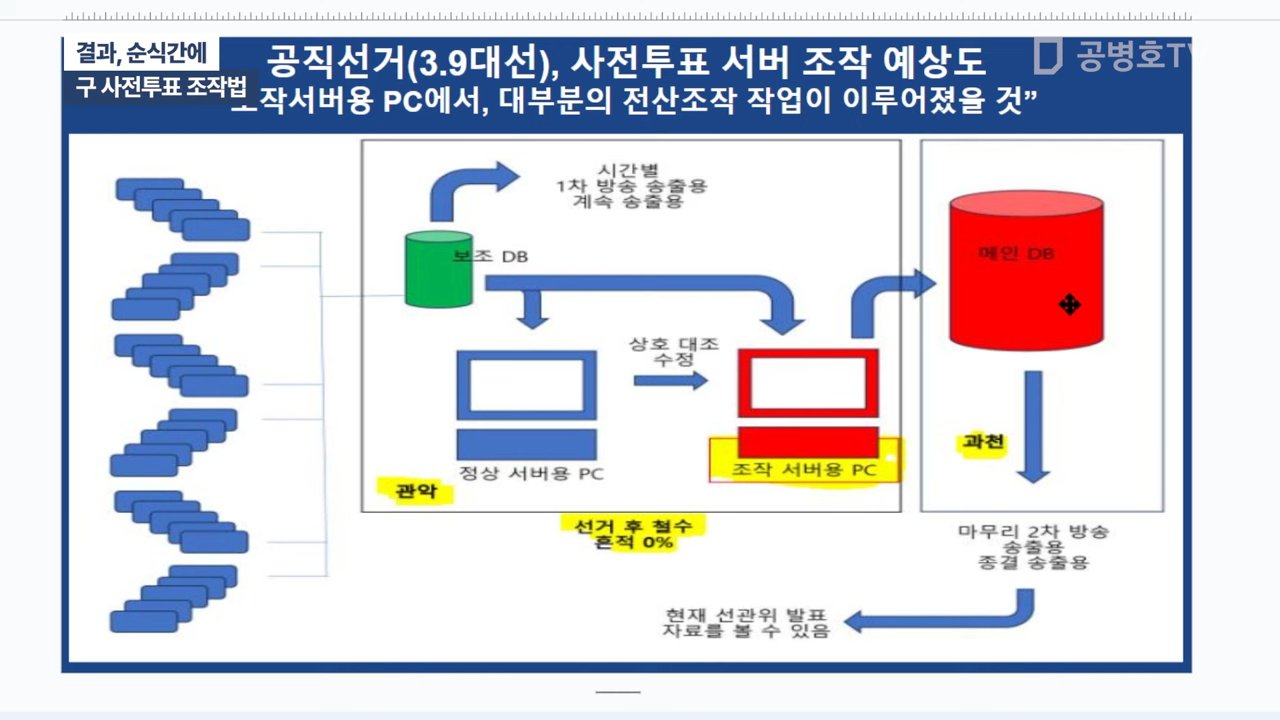 결과, 순식간에
구 사전투표 조작법
공직선거(3.9대선), 사전투표 서버 조작 예상도
조작서버용 PC에서, 대부분의 전산조작 작업이 이루어졌을 것”
공병호TV
시간별
1차 방송 송출용
계속 송출용
보조 DB
메인 DB
상호 대조
수정
정상 서버용 PC
조작 서버용 PC
관악
과천
선거 후 철수
흔적 0%
마무리 2차 방송
송출용
종결 송출용
현재 선관위 발표
자료를 볼 수 있음